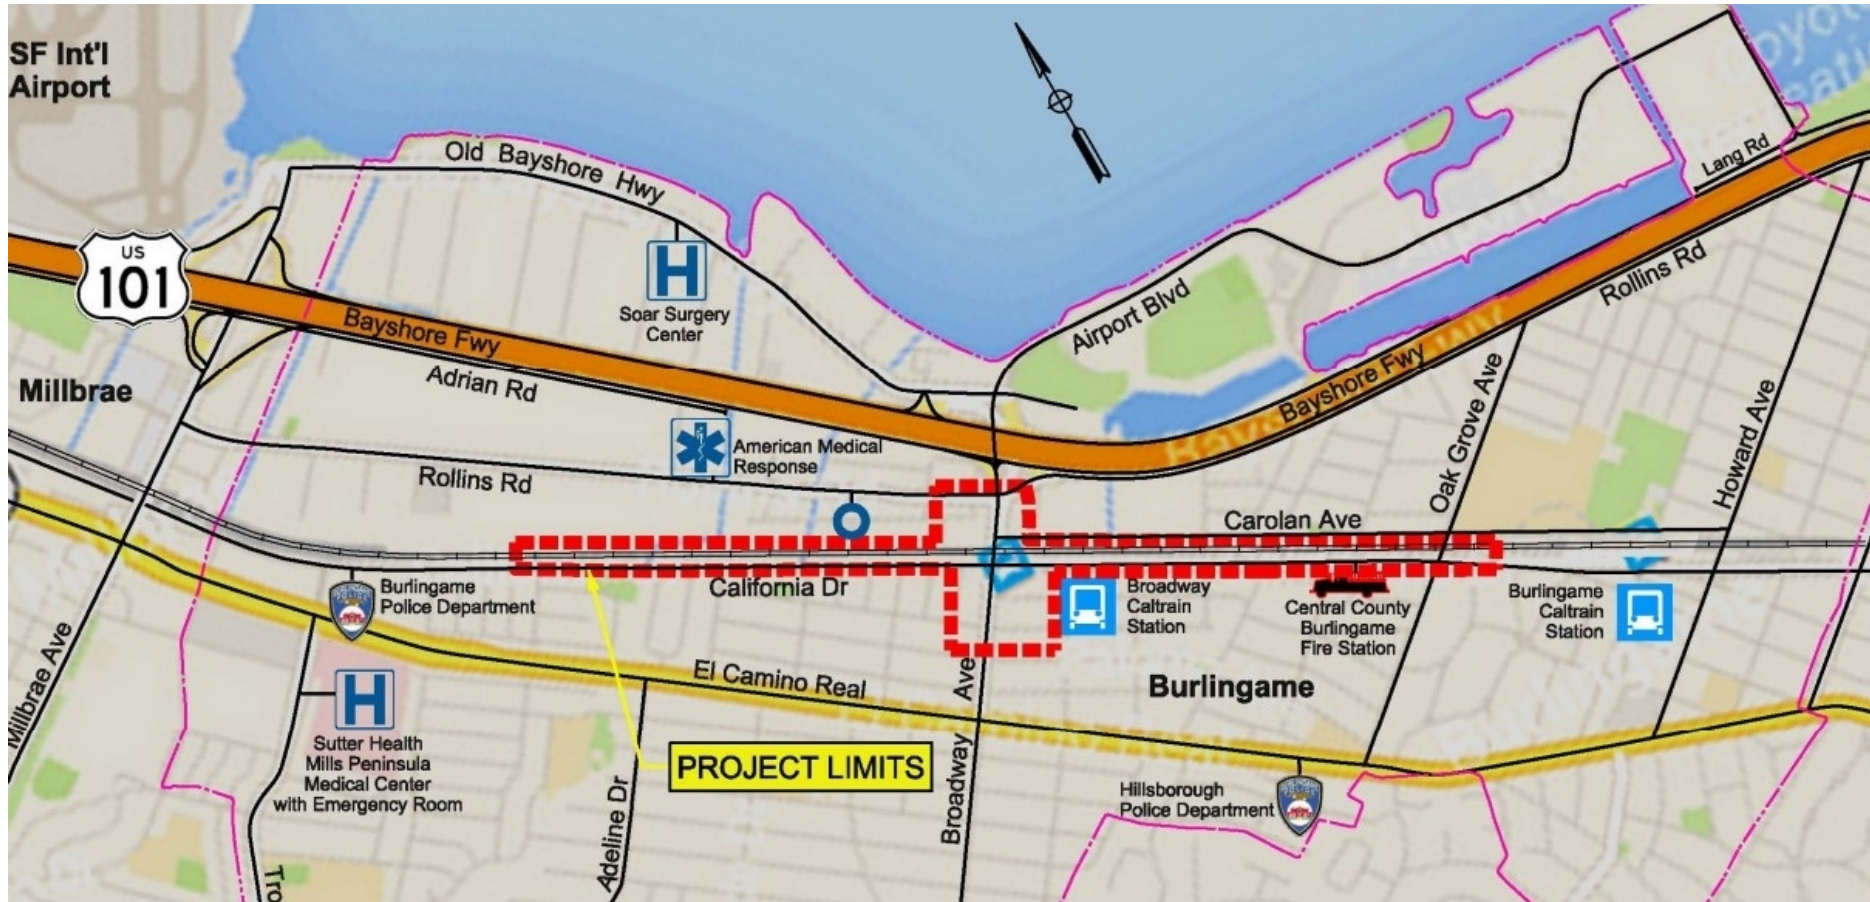 SF Int'l
Airport
Old Bayshore Hwy
Lang Rd
US
101
Soar Surgery
Center
Airport Blvd
Rollins Rd
Bayshore Fwy
Bayshore Fwy
Millbrae
Adrian Rd
American Medical
Response
Rollins Rd
Oak Grove Ave
Howard Ave
Carolan Ave
Burlingame
Police Department
California Dr
Broadway
Caltrain
Station
Central County
Burlingame
Fire Station
Burlingame
Caltrain
Station
Millbrae Ave
El Camino Real
Burlingame
Sutter Health
Mills Peninsula
Medical Center
with Emergency Room
PROJECT LIMITS
Broadway Ave
Adeline Dr
Hillsborough
Police Department
Tro